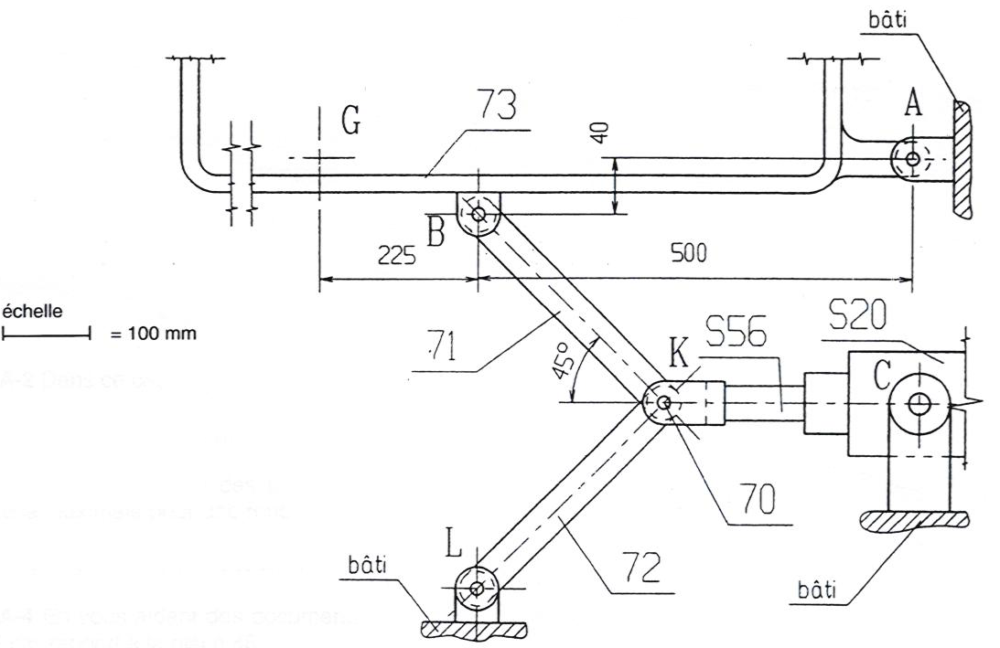 bâti
A
G
73
40
B
225
500
échelle
= 100 mm
S20
S56
71
45°
K
C
70
L
72
bâti
bâti